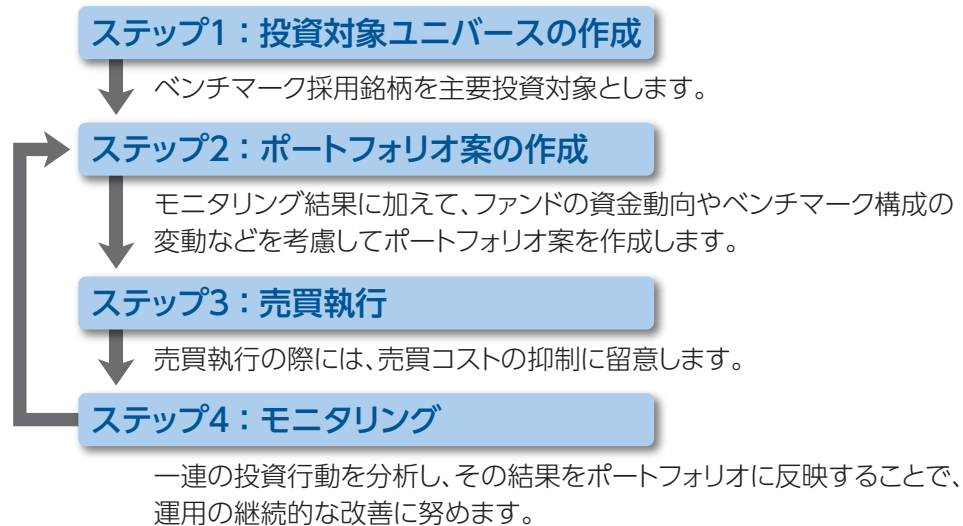 ステップ1：投資対象ユニバースの作成
ベンチマーク採用銘柄を主要投資対象とします。
ステップ2：ポートフォリオ案の作成
モニタリング結果に加えて、ファンドの資金動向やベンチマーク構成の
変動などを考慮してポートフォリオ案を作成します。
ステップ3：売買執行
売買執行の際には、売買コストの抑制に留意します。
ステップ4：モニタリング
一連の投資行動を分析し、その結果をポートフォリオに反映することで、
運用の継続的な改善に努めます。